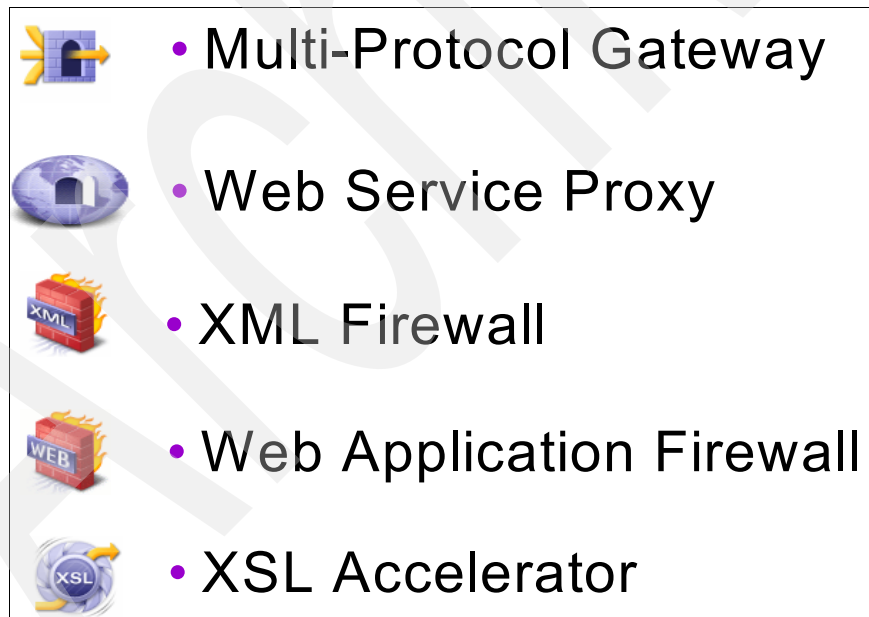 • Multi-Protocol Gateway
• Web Service Proxy
XML
• XML Firewall
WEB
• Web Application Firewall
XSL
• XSL Accelerator